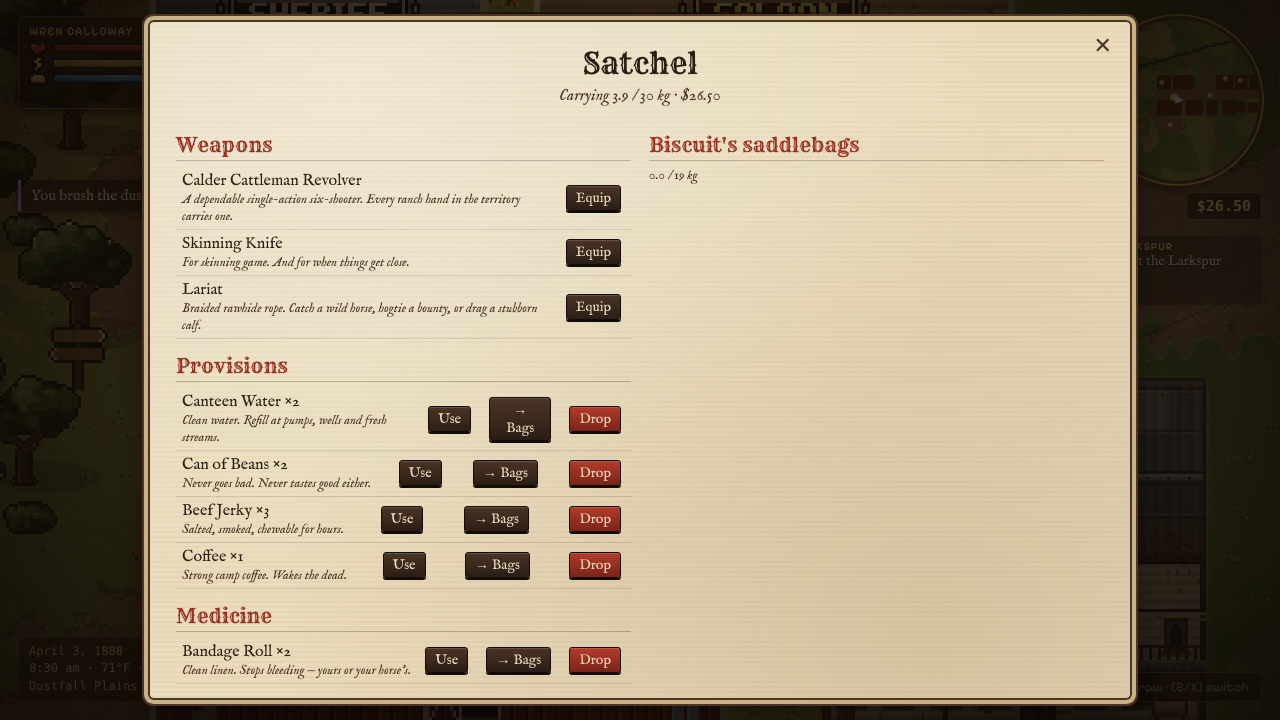 SHERIFF
SALOON
WREN CALLOWAY
Satchel
Carrying 3.9 / 30 kg · $26.50
Weapons
Calder Cattleman Revolver
A dependable single-action six-shooter. Every ranch hand in the territory
carries one.
Equip
Skinning Knife
For skinning game. And for when things get close.
Equip
Lariat
Braided rawhide rope. Catch a wild horse, hogtie a bounty, or drag a stubborn
calf.
Equip
Provisions
Canteen Water ×2
Clean water. Refill at pumps, wells and fresh
streams.
Use
→
Bags
Drop
Can of Beans ×2
Never goes bad. Never tastes good either.
Use
→ Bags
Drop
Beef Jerky ×3
Salted, smoked, chewable for hours.
Use
→ Bags
Drop
Coffee ×1
Strong camp coffee. Wakes the dead.
Use
→ Bags
Drop
Medicine
Bandage Roll ×2
Clean linen. Stops bleeding — yours or your horse's.
Use
→ Bags
Drop
Biscuit's saddlebags
0.0 / 19 kg
You brush the dus
$26.50
KSPUR
t the Larkspur
April 3, 1888
8:30 am · 71°F
Dustfall Plains
raw · (2/X) switch